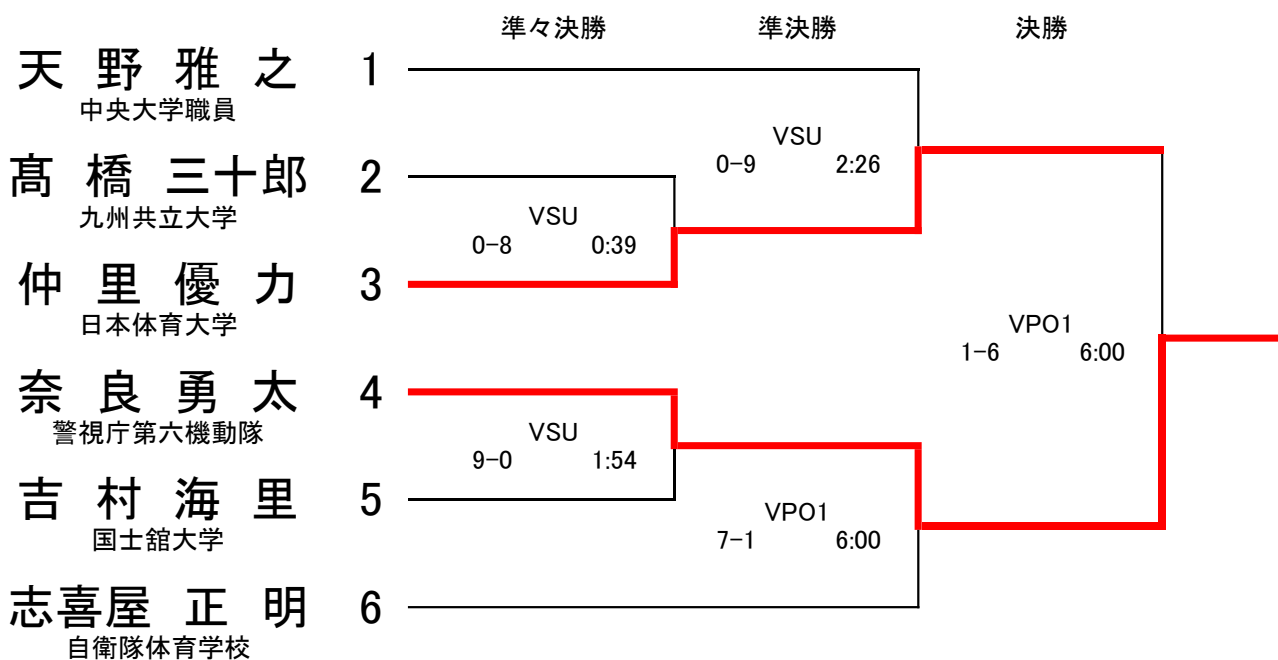 準々決勝 準決勝 決勝
天野雅之 1
中央大学職員
VSU
0-9 2:26
髙橋三十郎 2
九州共立大学
VSU
0-8 0:39
仲里優力 3
日本体育大学
VPO1
1-6 6:00
奈良勇太 4
警視庁第六機動隊
VSU
9-0 1:54
吉村海里 5
国士舘大学
VPO1
7-1 6:00
志喜屋正明 6
自衛隊体育学校